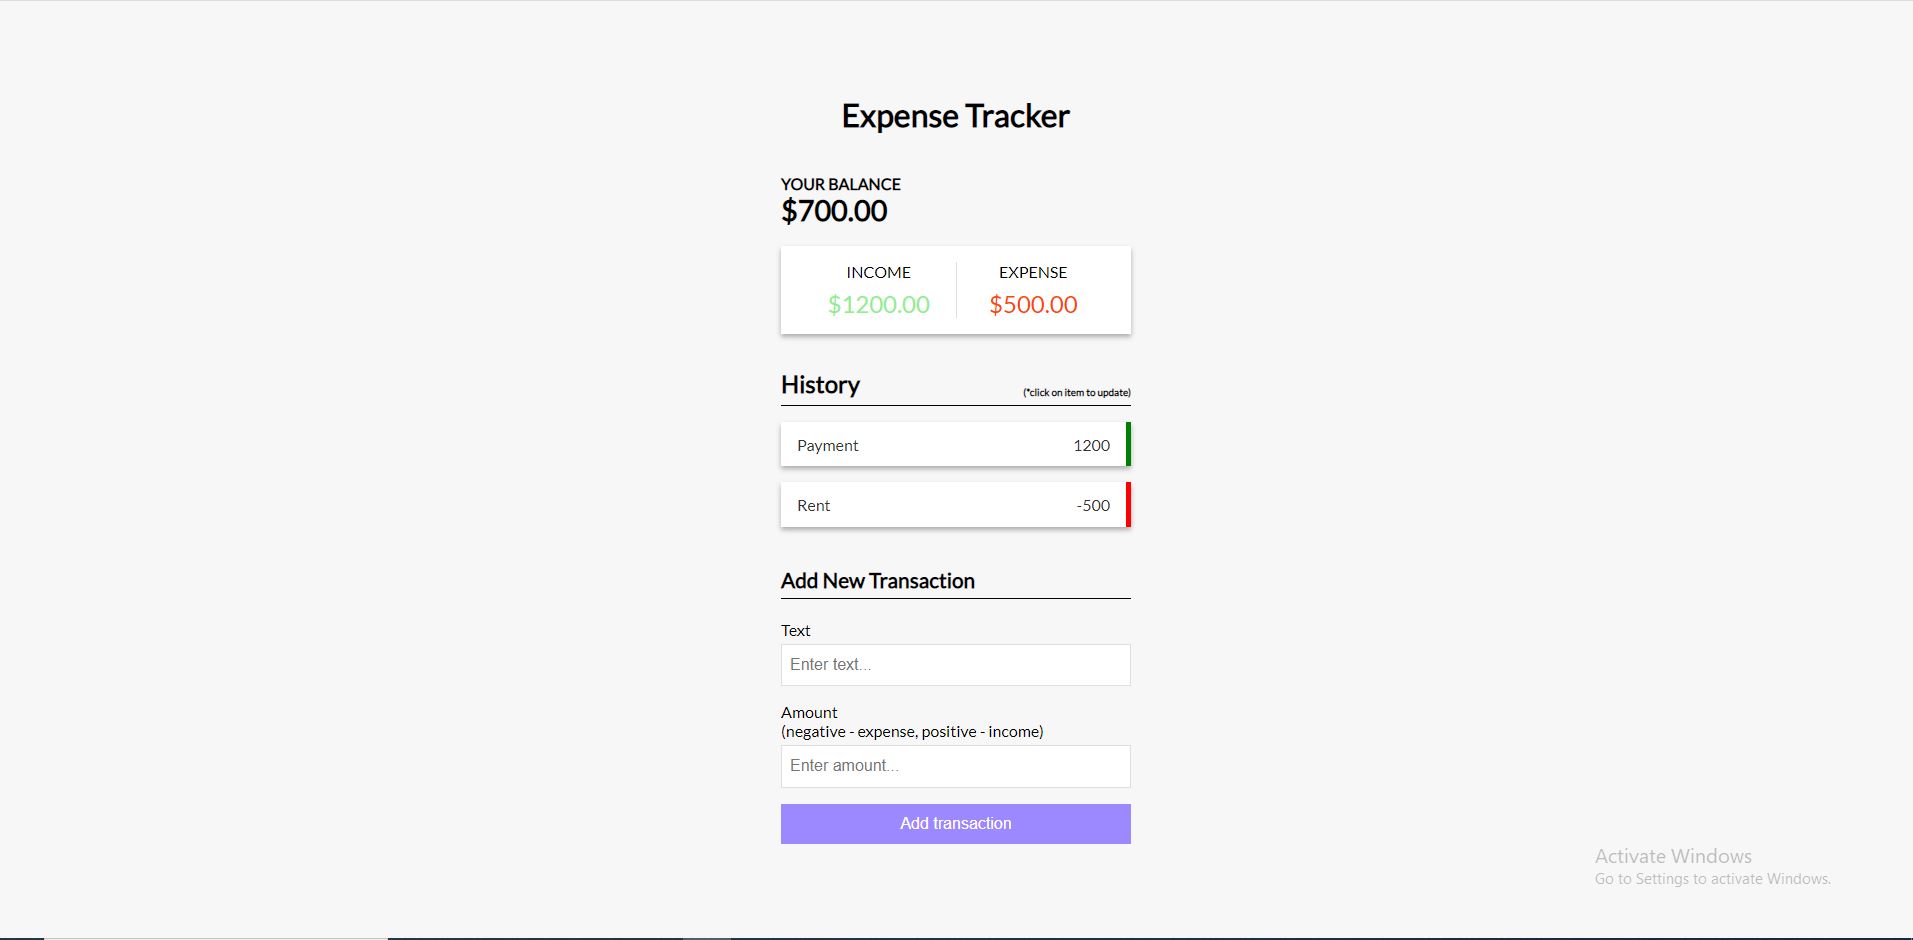 Expense Tracker
YOUR BALANCE
$700.00
INCOME
EXPENSE
$1200.00
$500.00
History
(*click on item to update)
Payment 1200
Rent -500
Add New Transaction
Text
Enter text...
Amount
(negative - expense, positive - income)
Enter amount...
Add transaction
Activate Windows
Go to Settings to activate Windows.